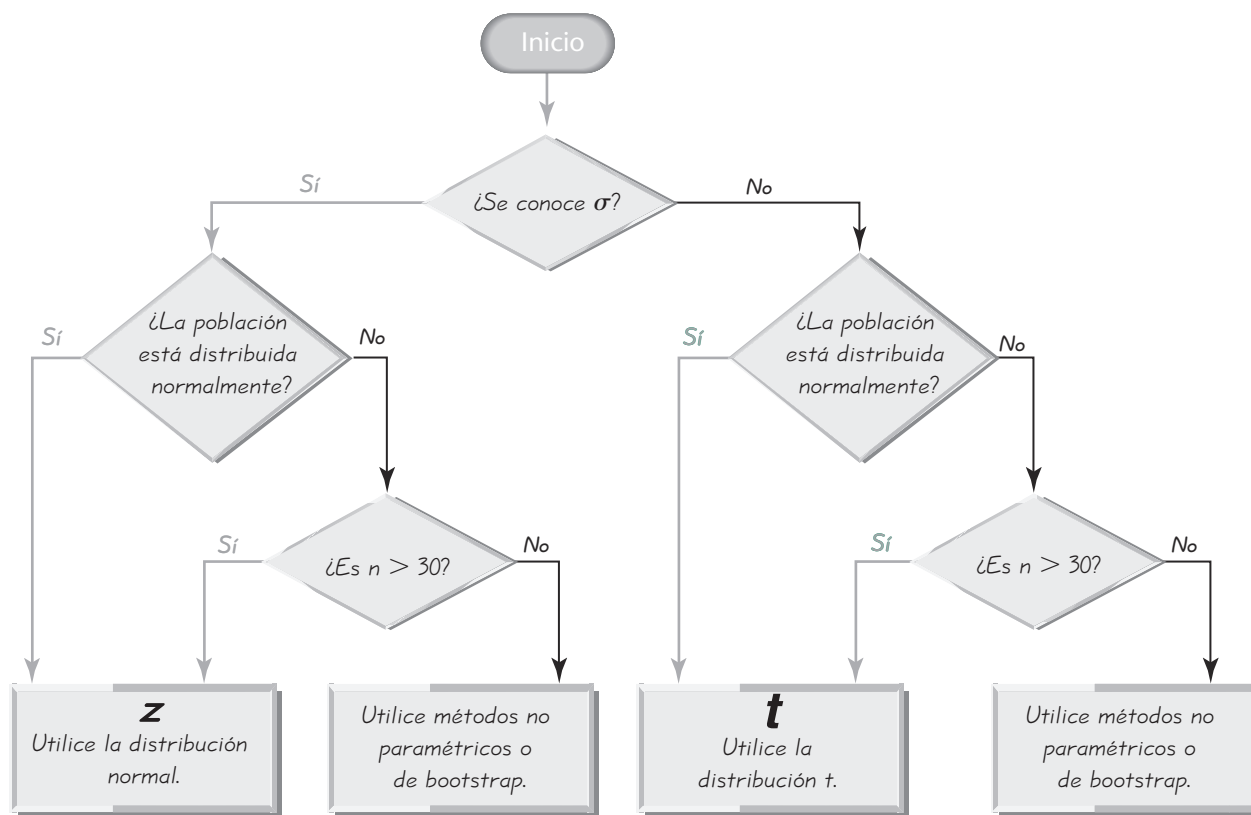 Inicio
¿Se conoce σ?
Sí
No
¿La población
está distribuida
normalmente?
Sí
No
¿La población
está distribuida
normalmente?
Sí
No
¿Es n > 30?
Sí
No
¿Es n > 30?
Sí
No
z
Utilice la distribución
normal.
Utilice métodos no
paramétricos o
de bootstrap.
t
Utilice la
distribución t.
Utilice métodos no
paramétricos o
de bootstrap.